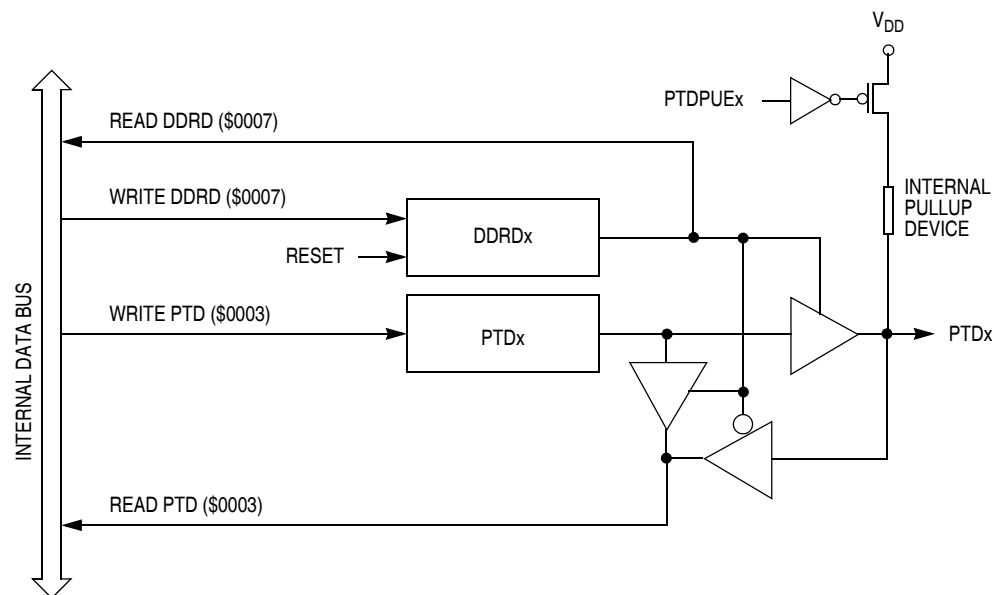 VDD
PTDPUEx
READ DDRD ($0007)
WRITE DDRD ($0007)
INTERNAL
PULLUP
DEVICE
DDRDx
RESET
WRITE PTD ($0003)
PTDx
PTDx
INTERNAL DATA BUS
READ PTD ($0003)